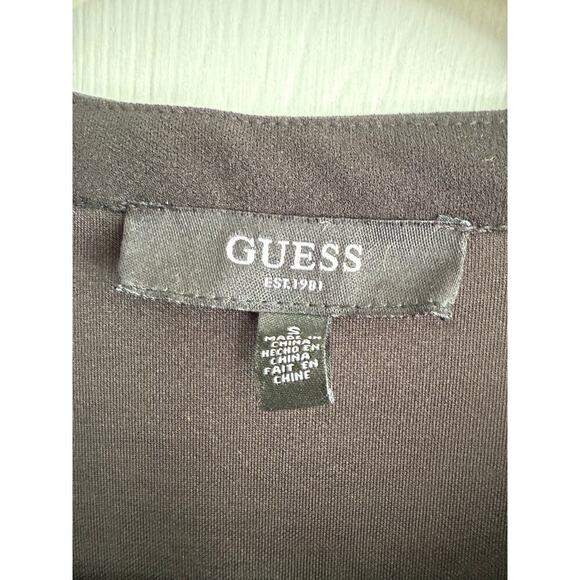 GUESS
EST.1981
S
MADE IN
CHINA
HECHO EN
CHINA
FAIT EN
CHINE